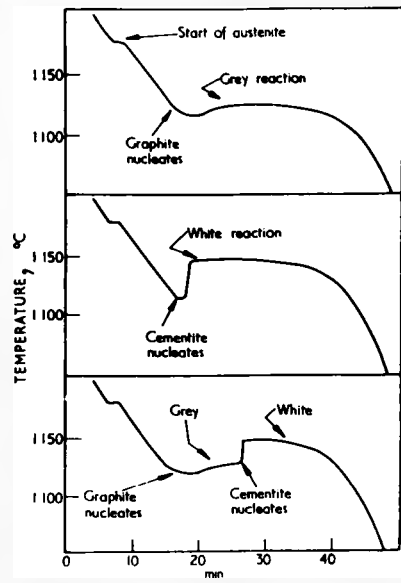 Start of austenite
Grey reaction
1150
1100
Graphite
nucleates
White reaction
1150
1100
Cementite
nucleates
TEMPERATURE, °C
Grey
White
1150
1100
Graphite
nucleates
Cementite
nucleates
0
10
20
30
40
min